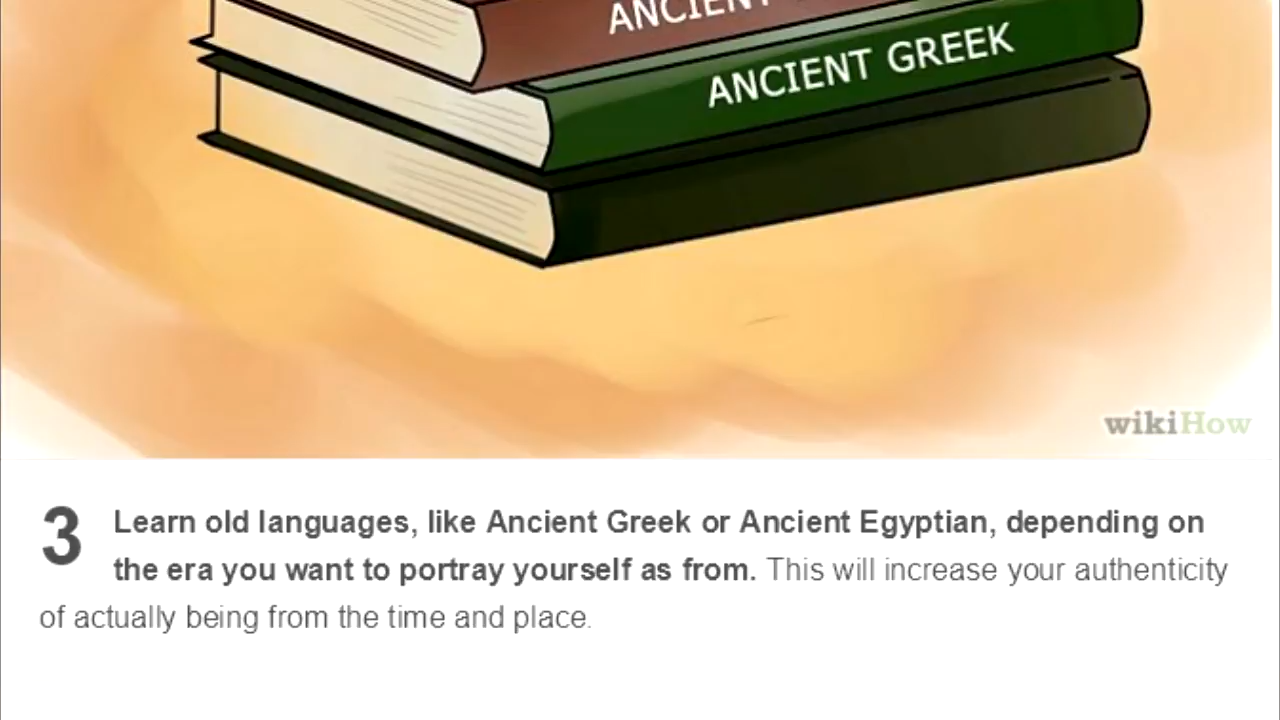 ANCIENT
ANCIENT GREEK
wikiHow
3 Learn old languages, like Ancient Greek or Ancient Egyptian, depending on
the era you want to portray yourself as from. This will increase your authenticity
of actually being from the time and place.